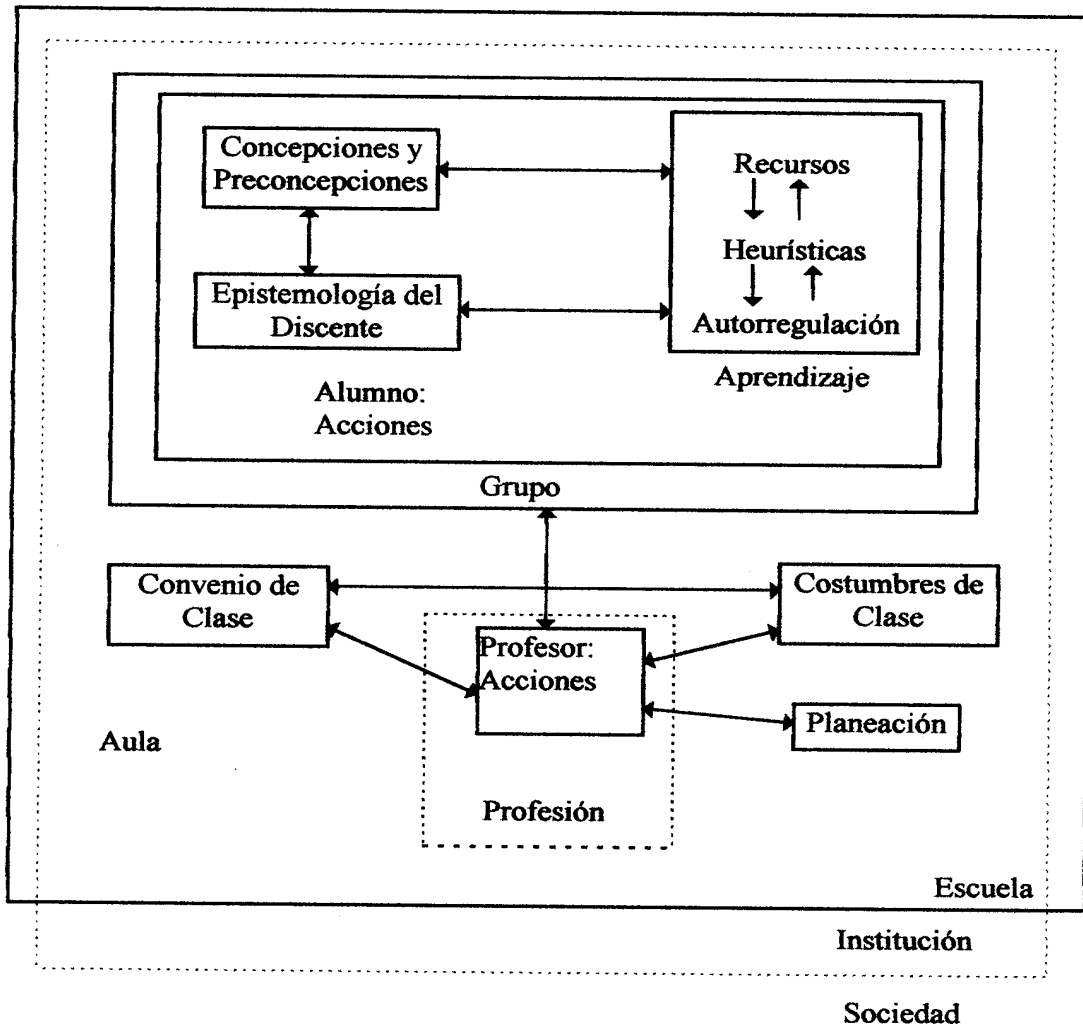 Concepciones y
Preconcepciones
Recursos
Heurísticas
Autorregulación
Epistemología del
Discente
Aprendizaje
Alumno:
Acciones
Grupo
Convenio de
Clase
Costumbres de
Clase
Profesor:
Acciones
Planeación
Aula
Profesión
Escuela
Institución
Sociedad